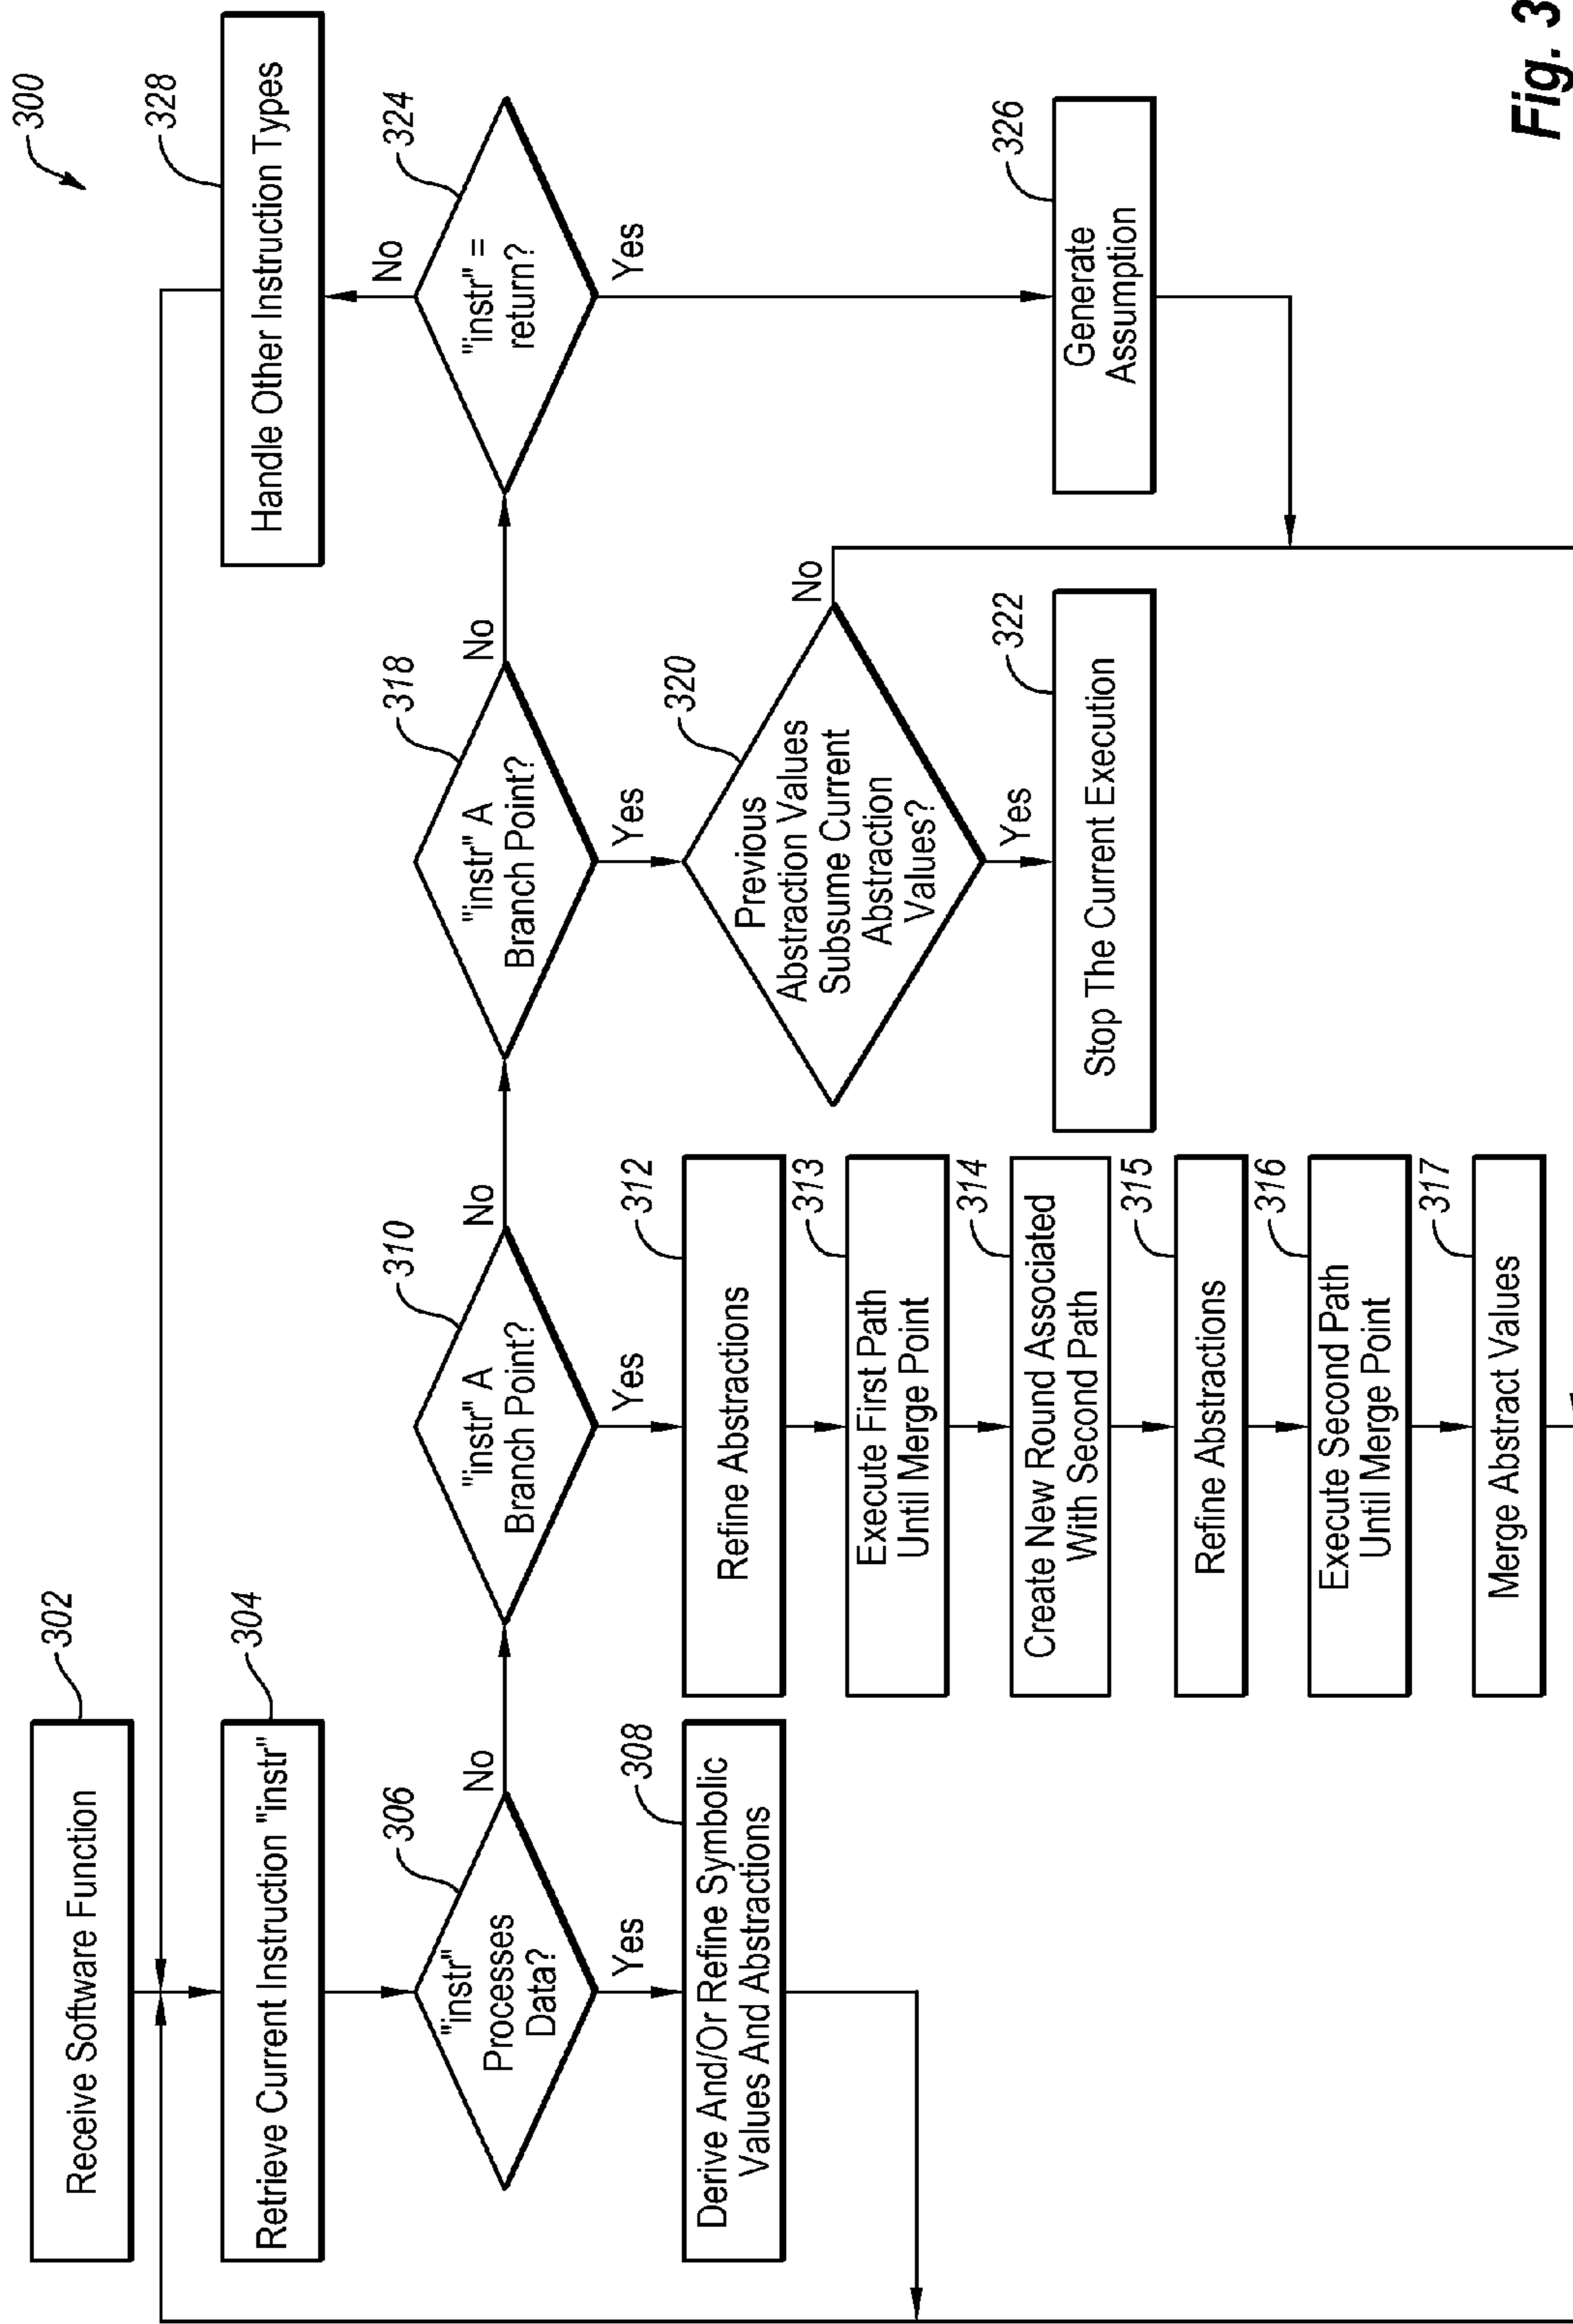 300
302
Receive Software Function
304
Retrieve Current Instruction "instr"
328
Handle Other Instruction Types
306
"instr"
Processes
Data?
No
Yes
310
"instr" A
Branch Point?
No
Yes
318
"instr" A
Branch Point?
No
Yes
324
"instr" =
return?
No
Yes
308
Derive And/Or Refine Symbolic
Values And Abstractions
312
Refine Abstractions
313
Execute First Path
Until Merge Point
314
Create New Round Associated
With Second Path
315
Refine Abstractions
316
Execute Second Path
Until Merge Point
317
Merge Abstract Values
320
Previous
Abstraction Values
Subsume Current
Abstraction
Values?
No
Yes
322
Stop The Current Execution
326
Generate
Assumption
Fig. 3